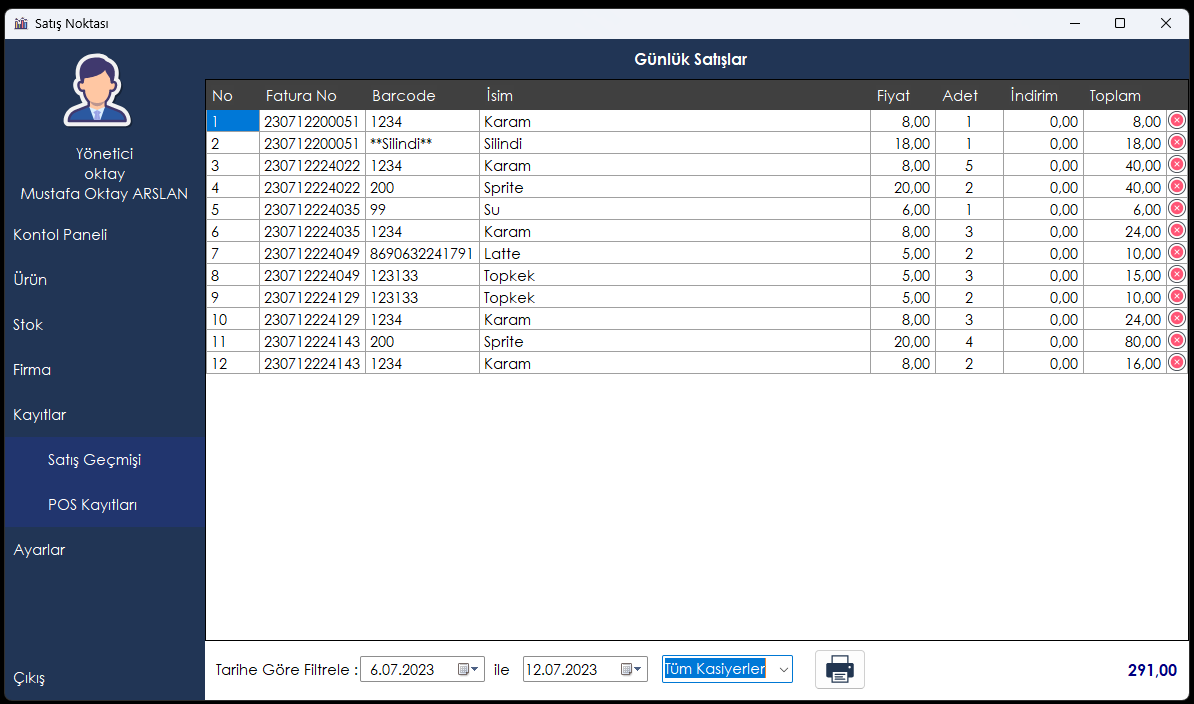 Satış Noktası
Günlük Satışlar
Yönetici
oktay
Mustafa Oktay ARSLAN
Kontol Paneli
Ürün
Stok
Firma
Kayıtlar
Satış Geçmişi
POS Kayıtları
Ayarlar
Çıkış
No Fatura No Barcode İsim Fiyat Adet İndirim Toplam
1 230712200051 1234 Karam 8,00 1 0,00 8,00
2 230712200051 **Silindi** Silindi 18,00 1 0,00 18,00
3 230712224022 1234 Karam 8,00 5 0,00 40,00
4 230712224022 200 Sprite 20,00 2 0,00 40,00
5 230712224035 99 Su 6,00 1 0,00 6,00
6 230712224035 1234 Karam 8,00 3 0,00 24,00
7 230712224049 8690632241791 Latte 5,00 2 0,00 10,00
8 230712224049 123133 Topkek 5,00 3 0,00 15,00
9 230712224129 123133 Topkek 5,00 2 0,00 10,00
10 230712224129 1234 Karam 8,00 3 0,00 24,00
11 230712224143 200 Sprite 20,00 4 0,00 80,00
12 230712224143 1234 Karam 8,00 2 0,00 16,00
Tarihe Göre Filtrele : 6.07.2023 ile 12.07.2023 Tüm Kasiyerler 291,00